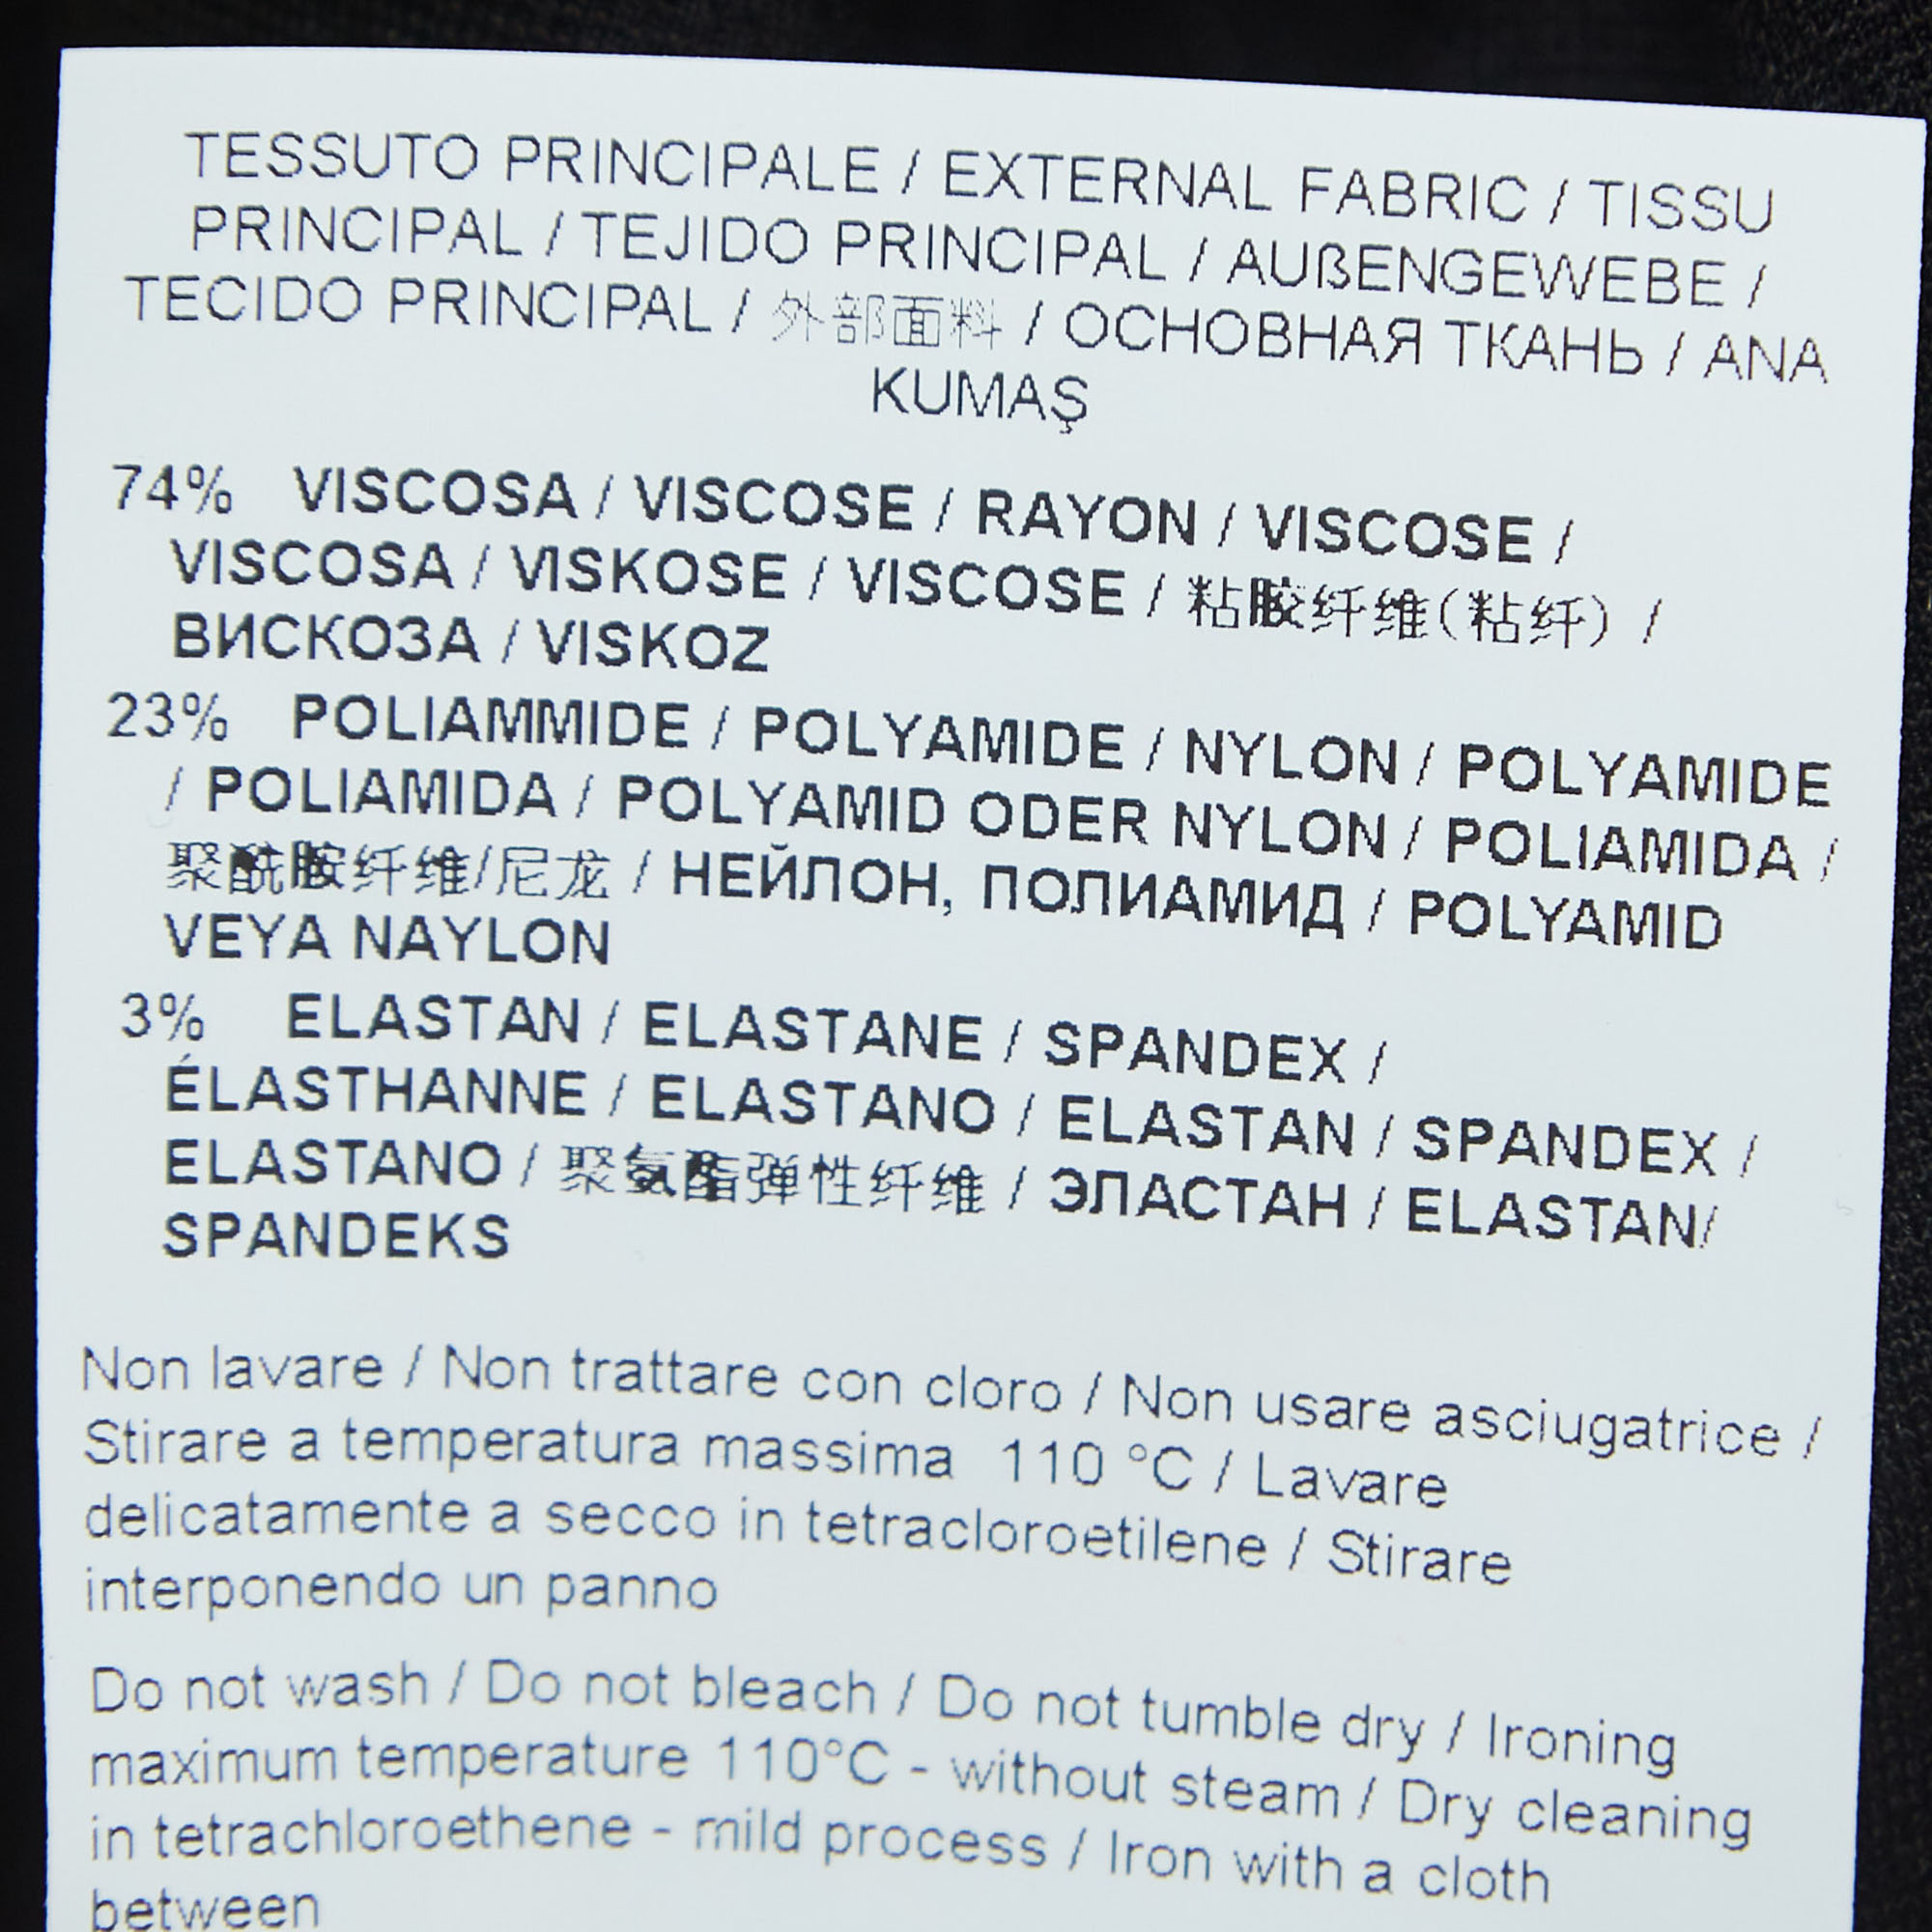 TESSUTO PRINCIPALE / EXTERNAL FABRIC / TISSU
PRINCIPAL / TEJIDO PRINCIPAL / AUßENGEWEBE /
TECIDO PRINCIPAL / 外部面料 / ОСНОВНАЯ ТКАНЬ / ANA
KUMAŞ
74% VISCOSA / VISCOSE / RAYON / VISCOSE /
VISCOSA / VISKOSE / VISCOSE / 粘胶纤维(粘纤) /
ВИСКОЗА / VISKOZ
23% POLIAMMIDE / POLYAMIDE / NYLON / POLYAMIDE
/ POLIAMIDA / POLYAMID ODER NYLON / POLIAMIDA /
聚酰胺纤维/尼龙 / НЕЙЛОН, ПОЛИАМИД / POLYAMID
VEYA NAYLON
3% ELASTAN / ELASTANE / SPANDEX /
ÉLASTHANNE / ELASTANO / ELASTAN / SPANDEX /
ELASTANO / 聚氨酯弹性纤维 / ЭЛАСТАН / ELASTAN/
SPANDEKS
Non lavare / Non trattare con cloro / Non usare asciugatrice /
Stirare a temperatura massima 110 °C / Lavare
delicatamente a secco in tetracloroetilene / Stirare
interponendo un panno
Do not wash / Do not bleach / Do not tumble dry / Ironing
maximum temperature 110°C - without steam / Dry cleaning
in tetrachloroethene - mild process / Iron with a cloth
between